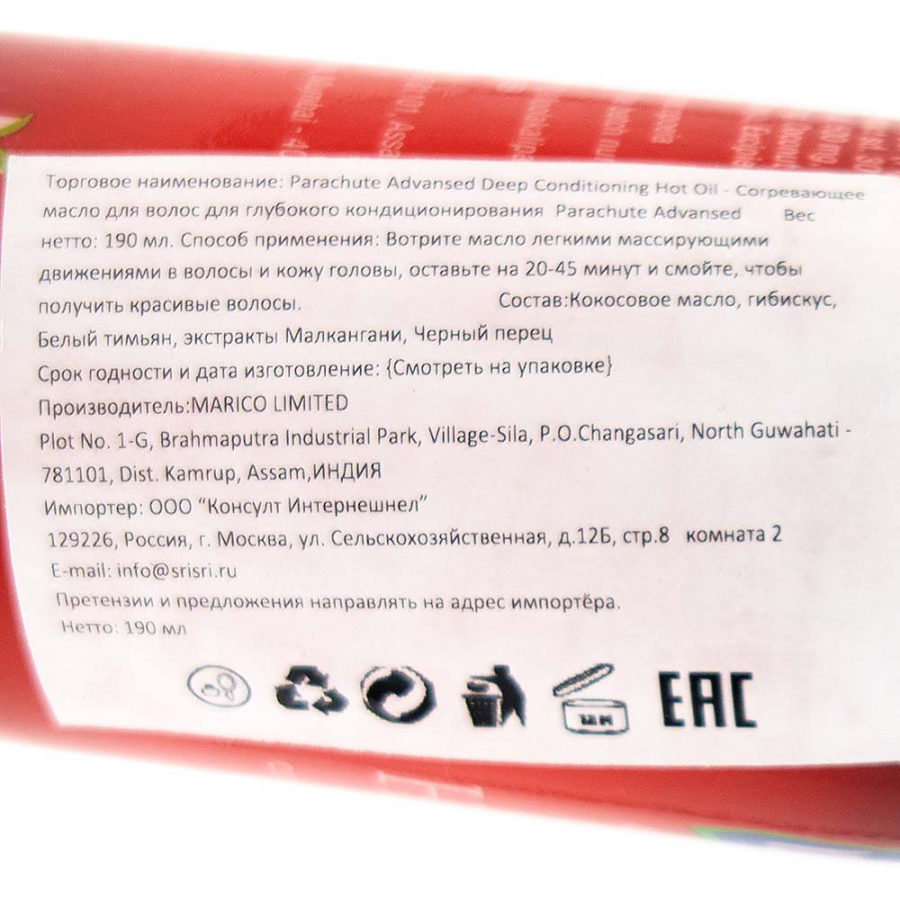 Mumbai - 40
101, Assa
Торговое наименование: Parachute Advansed Deep Conditioning Hot Oil - Согревающее
масло для волос для глубокого кондиционирования Parachute Advansed Вес
нетто: 190 мл. Способ применения: Вотрите масло легкими массирующими
движениями в волосы и кожу головы, оставьте на 20-45 минут и смойте, чтобы
получить красивые волосы. Состав:Кокосовое масло, гибискус,
Белый тимьян, экстракты Малкангани, Черный перец
Срок годности и дата изготовление: {Смотреть на упаковке}
Производитель:MARICO LIMITED
Plot No. 1-G, Brahmaputra Industrial Park, Village-Sila, P.O.Changasari, North Guwahati -
781101, Dist. Kamrup, Assam,ИНДИЯ
Импортер: ООО “Консулт Интернешнел”
129226, Россия, г. Москва, ул. Сельскохозяйственная, д.12Б, стр.8 комната 2
E-mail: info@srisri.ru
Претензии и предложения направлять на адрес импортёра.
Нетто: 190 мл
EAC